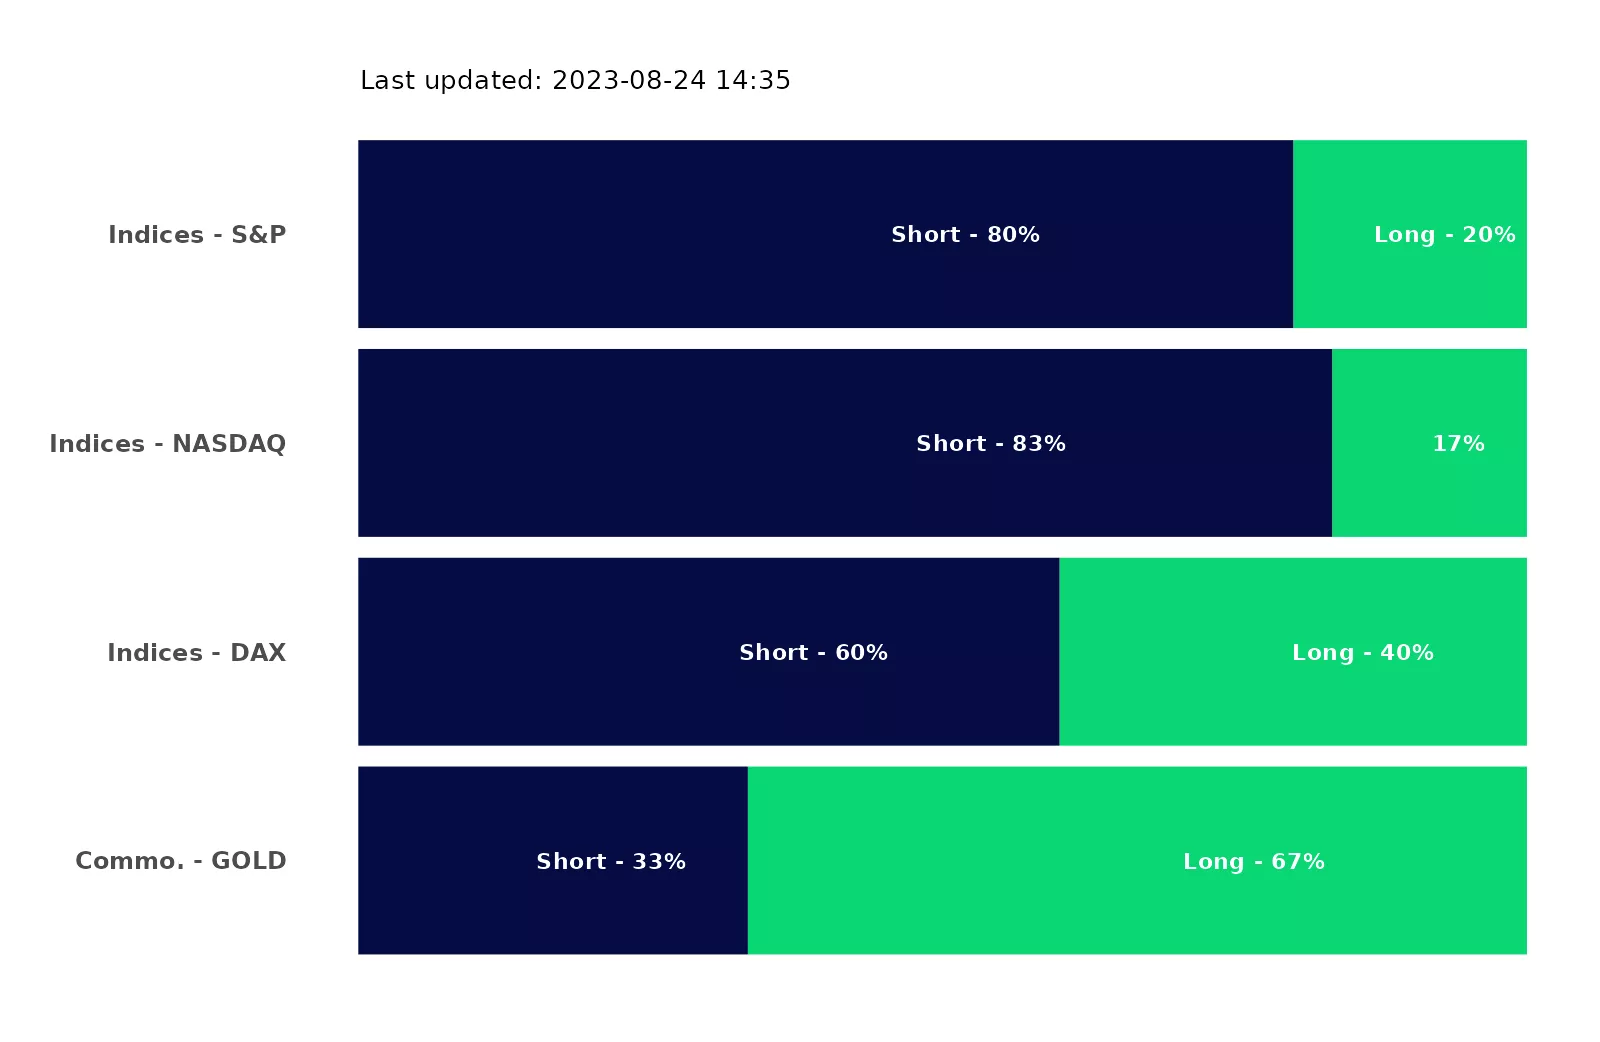 Last updated: 2023-08-24 14:35
Indices - S&P Short - 80% Long - 20%
Indices - NASDAQ Short - 83% 17%
Indices - DAX Short - 60% Long - 40%
Commo. - GOLD Short - 33% Long - 67%